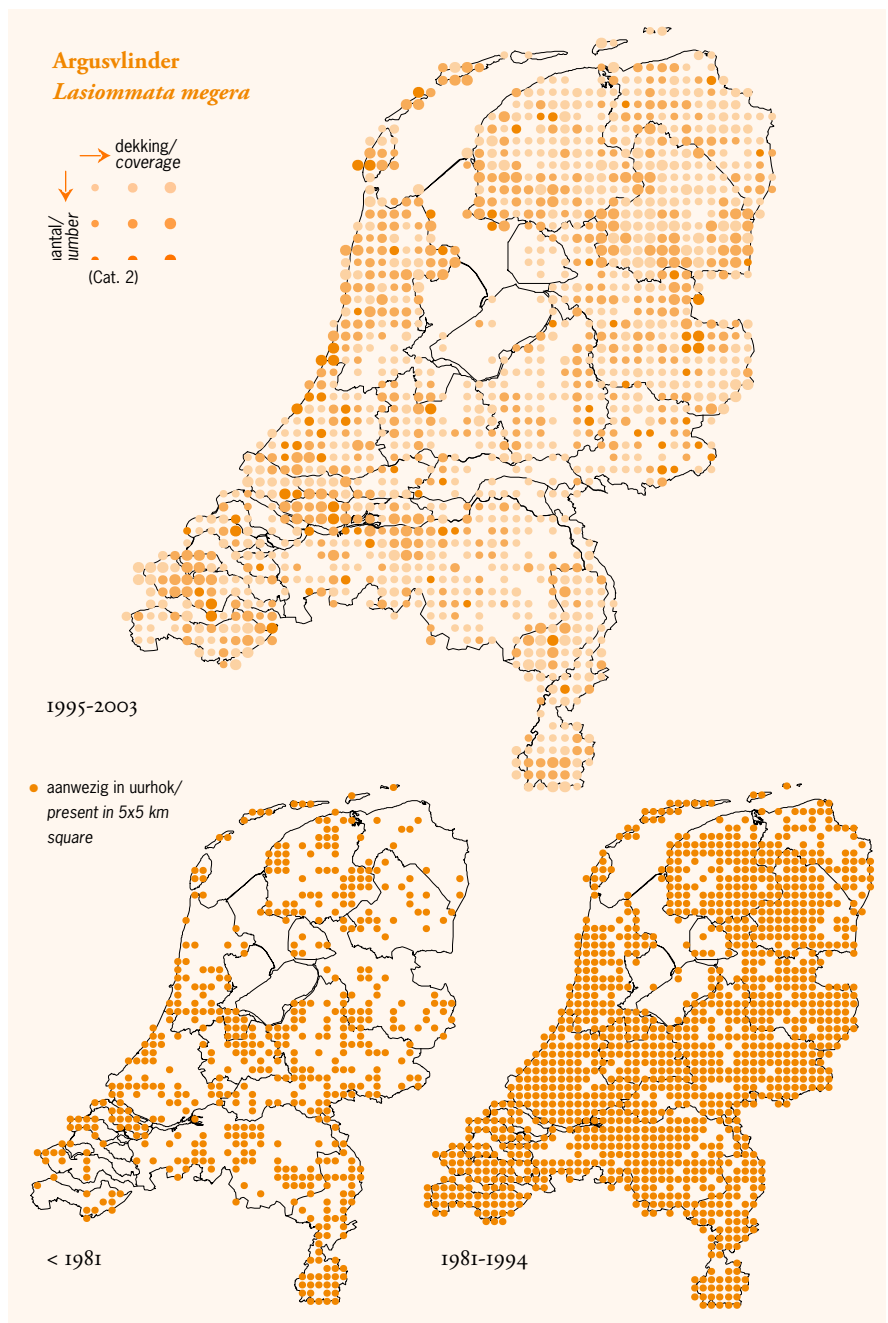 Argusvlinder
Lasiommata megera
dekking/
coverage
(Cat. 2)
1995-2003
aanwezig in uurhok/
present in 5x5 km
square
< 1981
1981-1994